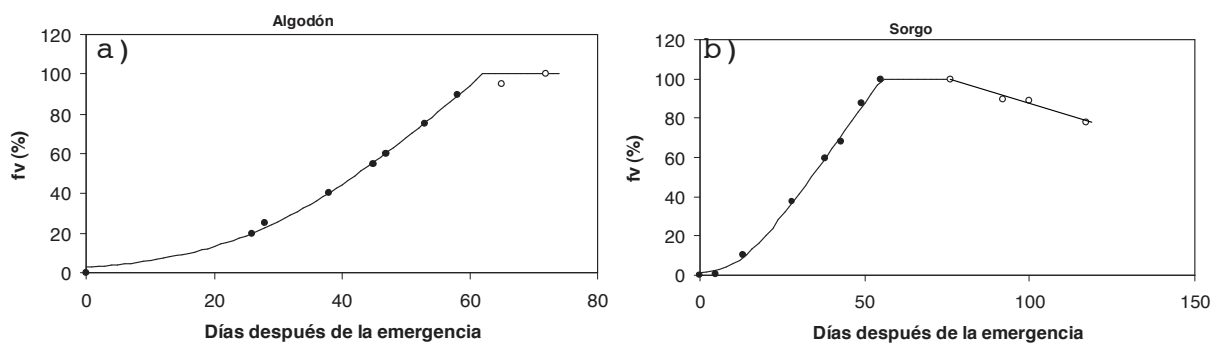 Algodón
a)
120
100
80
60
40
20
0
fv (%)
0 20 40 60 80
Días después de la emergencia
Sorgo
b)
120
100
80
60
40
20
0
fv (%)
0 50 100 150
Días después de la emergencia